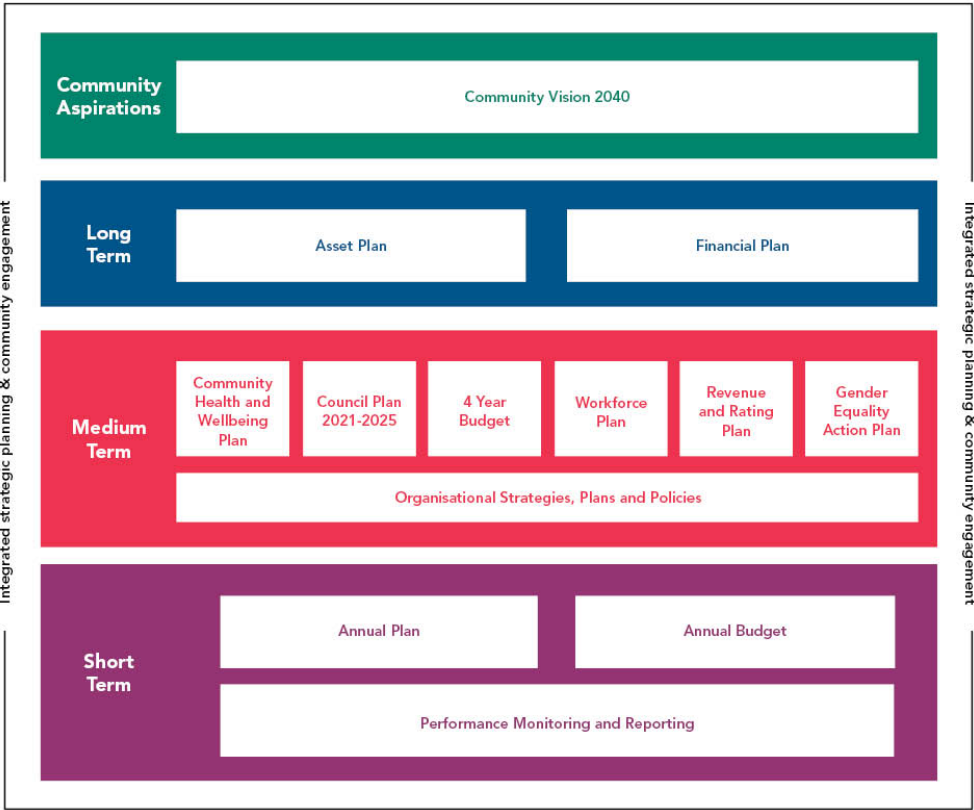 Community
Aspirations
Community Vision 2040
Long
Term
Asset Plan
Financial Plan
Medium
Term
Community
Health and
Wellbeing
Plan
Council Plan
2021-2025
4 Year
Budget
Workforce
Plan
Revenue
and Rating
Plan
Gender
Equality
Action Plan
Organisational Strategies, Plans and Policies
Short
Term
Annual Plan
Annual Budget
Performance Monitoring and Reporting
Integrated strategic planning & community engagement
Integrated strategic planning & community engagement